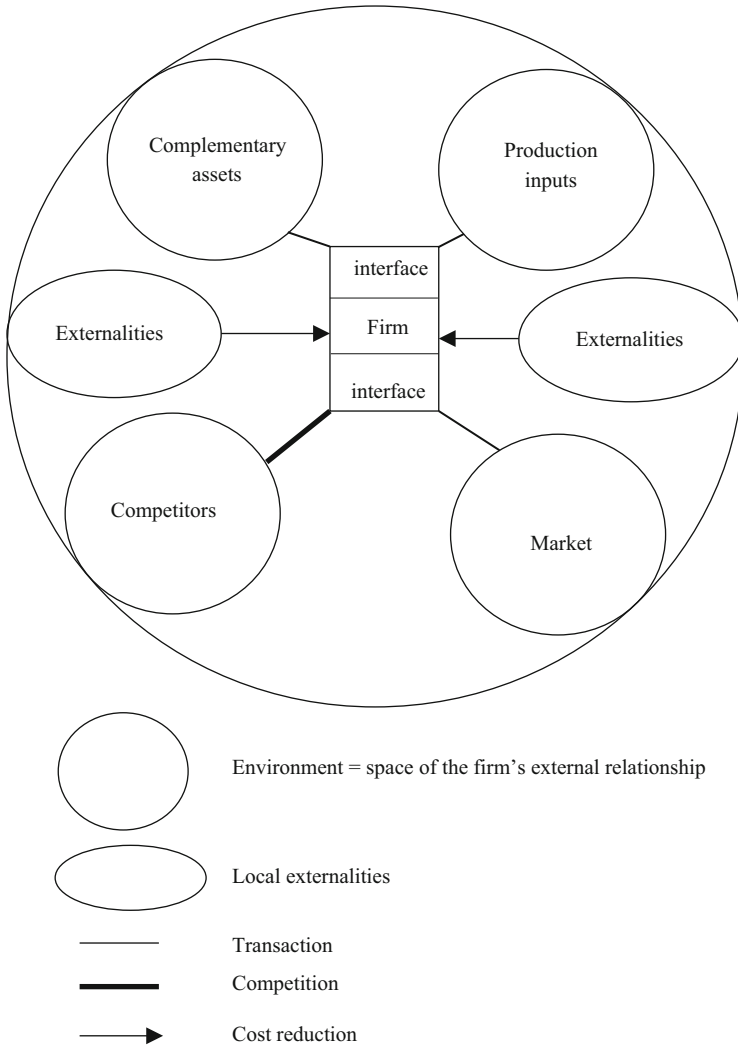 Complementary
assets
Production
inputs
interface
Externalities
Firm
Externalities
interface
Competitors
Market
Environment = space of the firm's external relationship
Local externalities
Transaction
Competition
Cost reduction